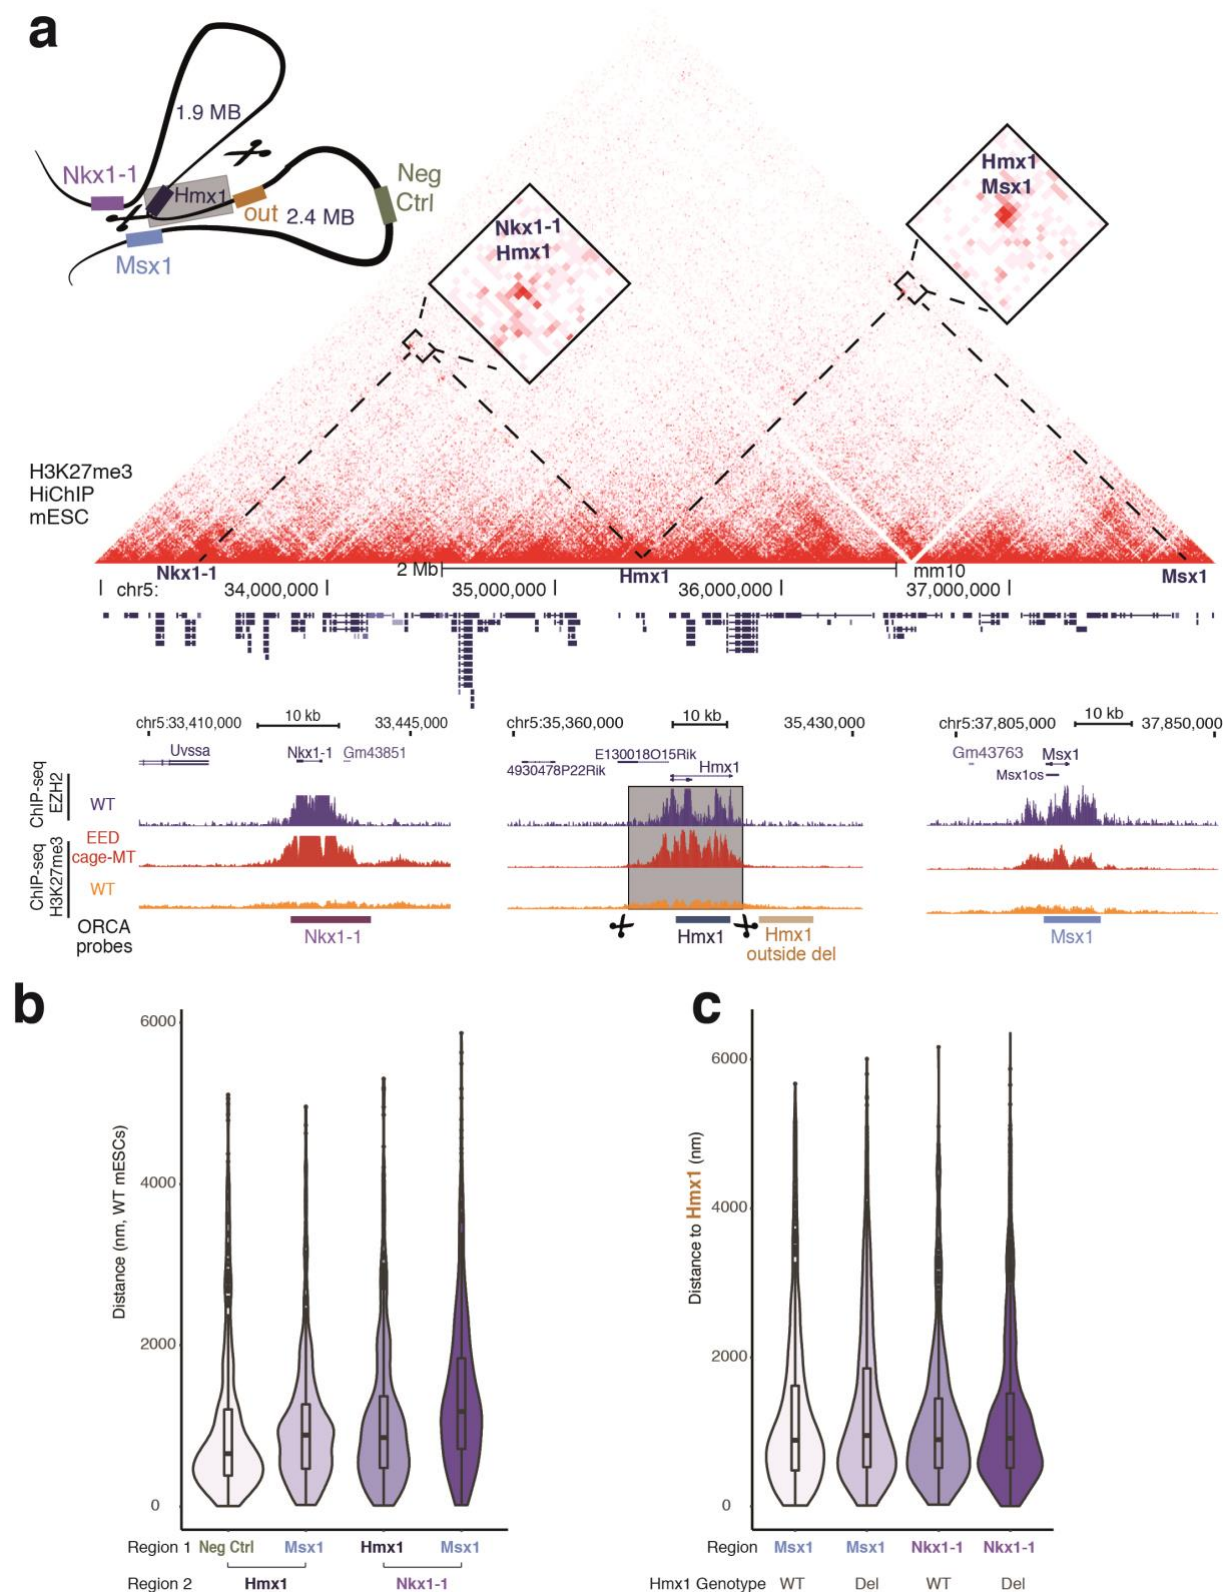 a
1.9 MB
Nkx1-1
Hmx1
out
2.4 MB
Neg
Ctrl
Msx1
Nkx1-1
Hmx1
Hmx1
Msx1
H3K27me3
HiChIP
mESC
Nkx1-1
2 Mb
Hmx1
mm10
Msx1
chr5:
34,000,000
35,000,000
36,000,000
37,000,000
chr5:33,410,000
10 kb
33,445,000
chr5:35,360,000
10 kb
35,430,000
chr5:37,805,000
10 kb
37,850,000
Uvssa
Nkx1-1
Gm43851
E130018O15Rik
4930478P22Rik
Hmx1
Gm43763
Msx1
Msx1os
ChIP-seq
EZH2
WT
ChIP-seq
H3K27me3
EED
cage-MT
WT
ORCA
probes
Nkx1-1
Hmx1
Hmx1
outside del
Msx1
b
Distance (nm, WT mESCs)
6000
4000
2000
0
Region 1 Neg Ctrl Msx1 Hmx1 Msx1
Region 2 Hmx1 Nkx1-1
c
Distance to Hmx1 (nm)
6000
4000
2000
0
Region Msx1 Msx1 Nkx1-1 Nkx1-1
Hmx1 Genotype WT Del WT Del